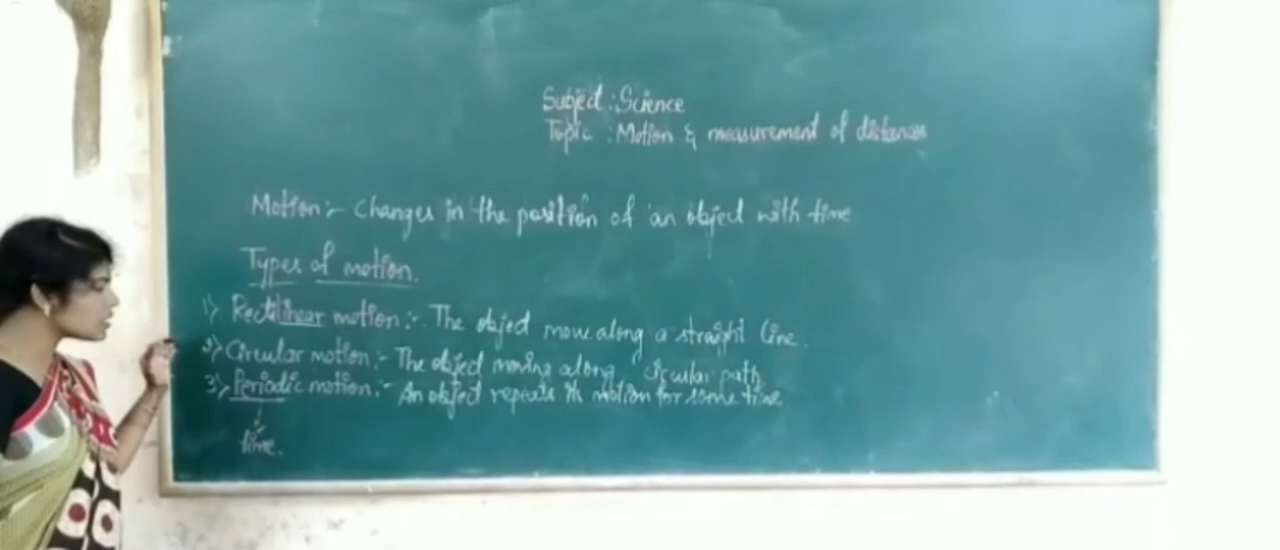 Subject : Science
Topic : Motion & measurement of distances
Motion :- Changes in the position of an object with time
Types of motion.
1) Rectilinear motion :- The object move along a straight line.
2) Circular motion :- The object moving along circular path
3) Periodic motion :- An object repeats its motion for some time
time.